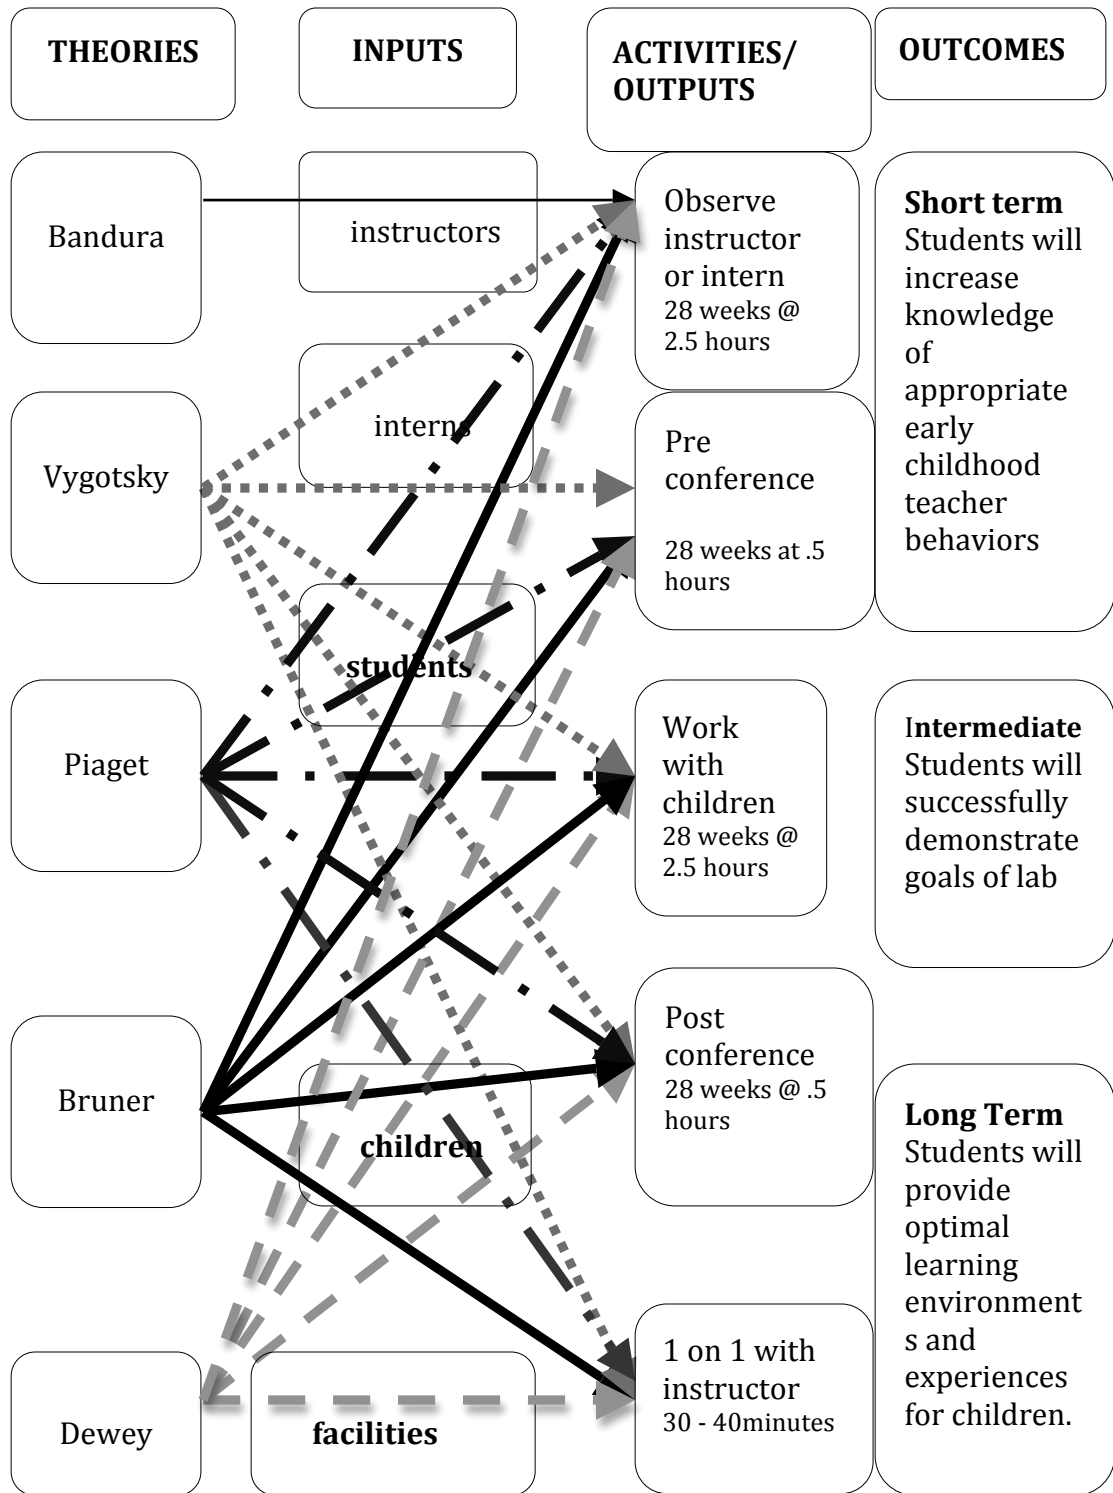 THEORIES
INPUTS
ACTIVITIES/
OUTPUTS
OUTCOMES
Bandura
Vygotsky
Piaget
Bruner
Dewey
instructors
interns
students
children
facilities
Observe
instructor
or intern
28 weeks @
2.5 hours
Pre
conference
28 weeks at .5
hours
Work
with
children
28 weeks @
2.5 hours
Post
conference
28 weeks @ .5
hours
1 on 1 with
instructor
30 - 40minutes
Short term
Students will
increase
knowledge
of
appropriate
early
childhood
teacher
behaviors
Intermediate
Students will
successfully
demonstrate
goals of lab
Long Term
Students will
provide
optimal
learning
environment
s and
experiences
for children.